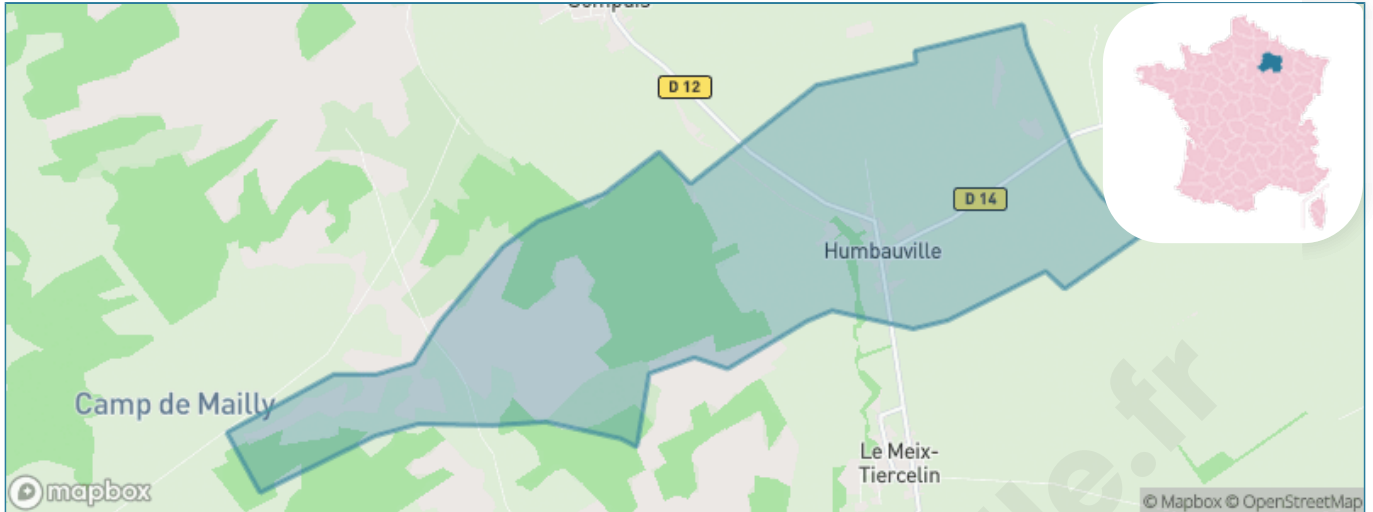 D 12
D 14
Humbauville
Camp de Mailly
Le Meix-
Tiercelin
mapbox
© Mapbox © OpenStreetMap